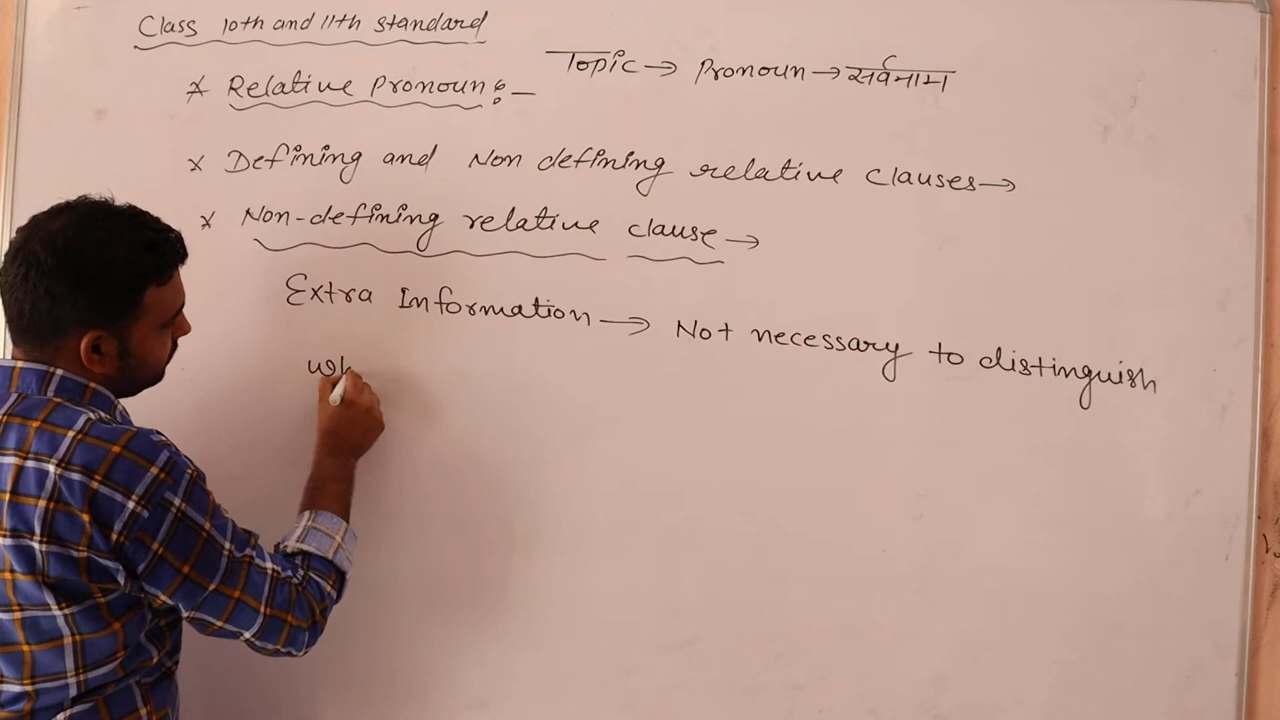 Class 10th and 11th standard
Topic → Pronoun → सर्वनाम
* Relative Pronoun :-
* Defining and Non defining relative clauses →
* Non-defining relative clause →
Extra Information → Not necessary to distinguish
wh